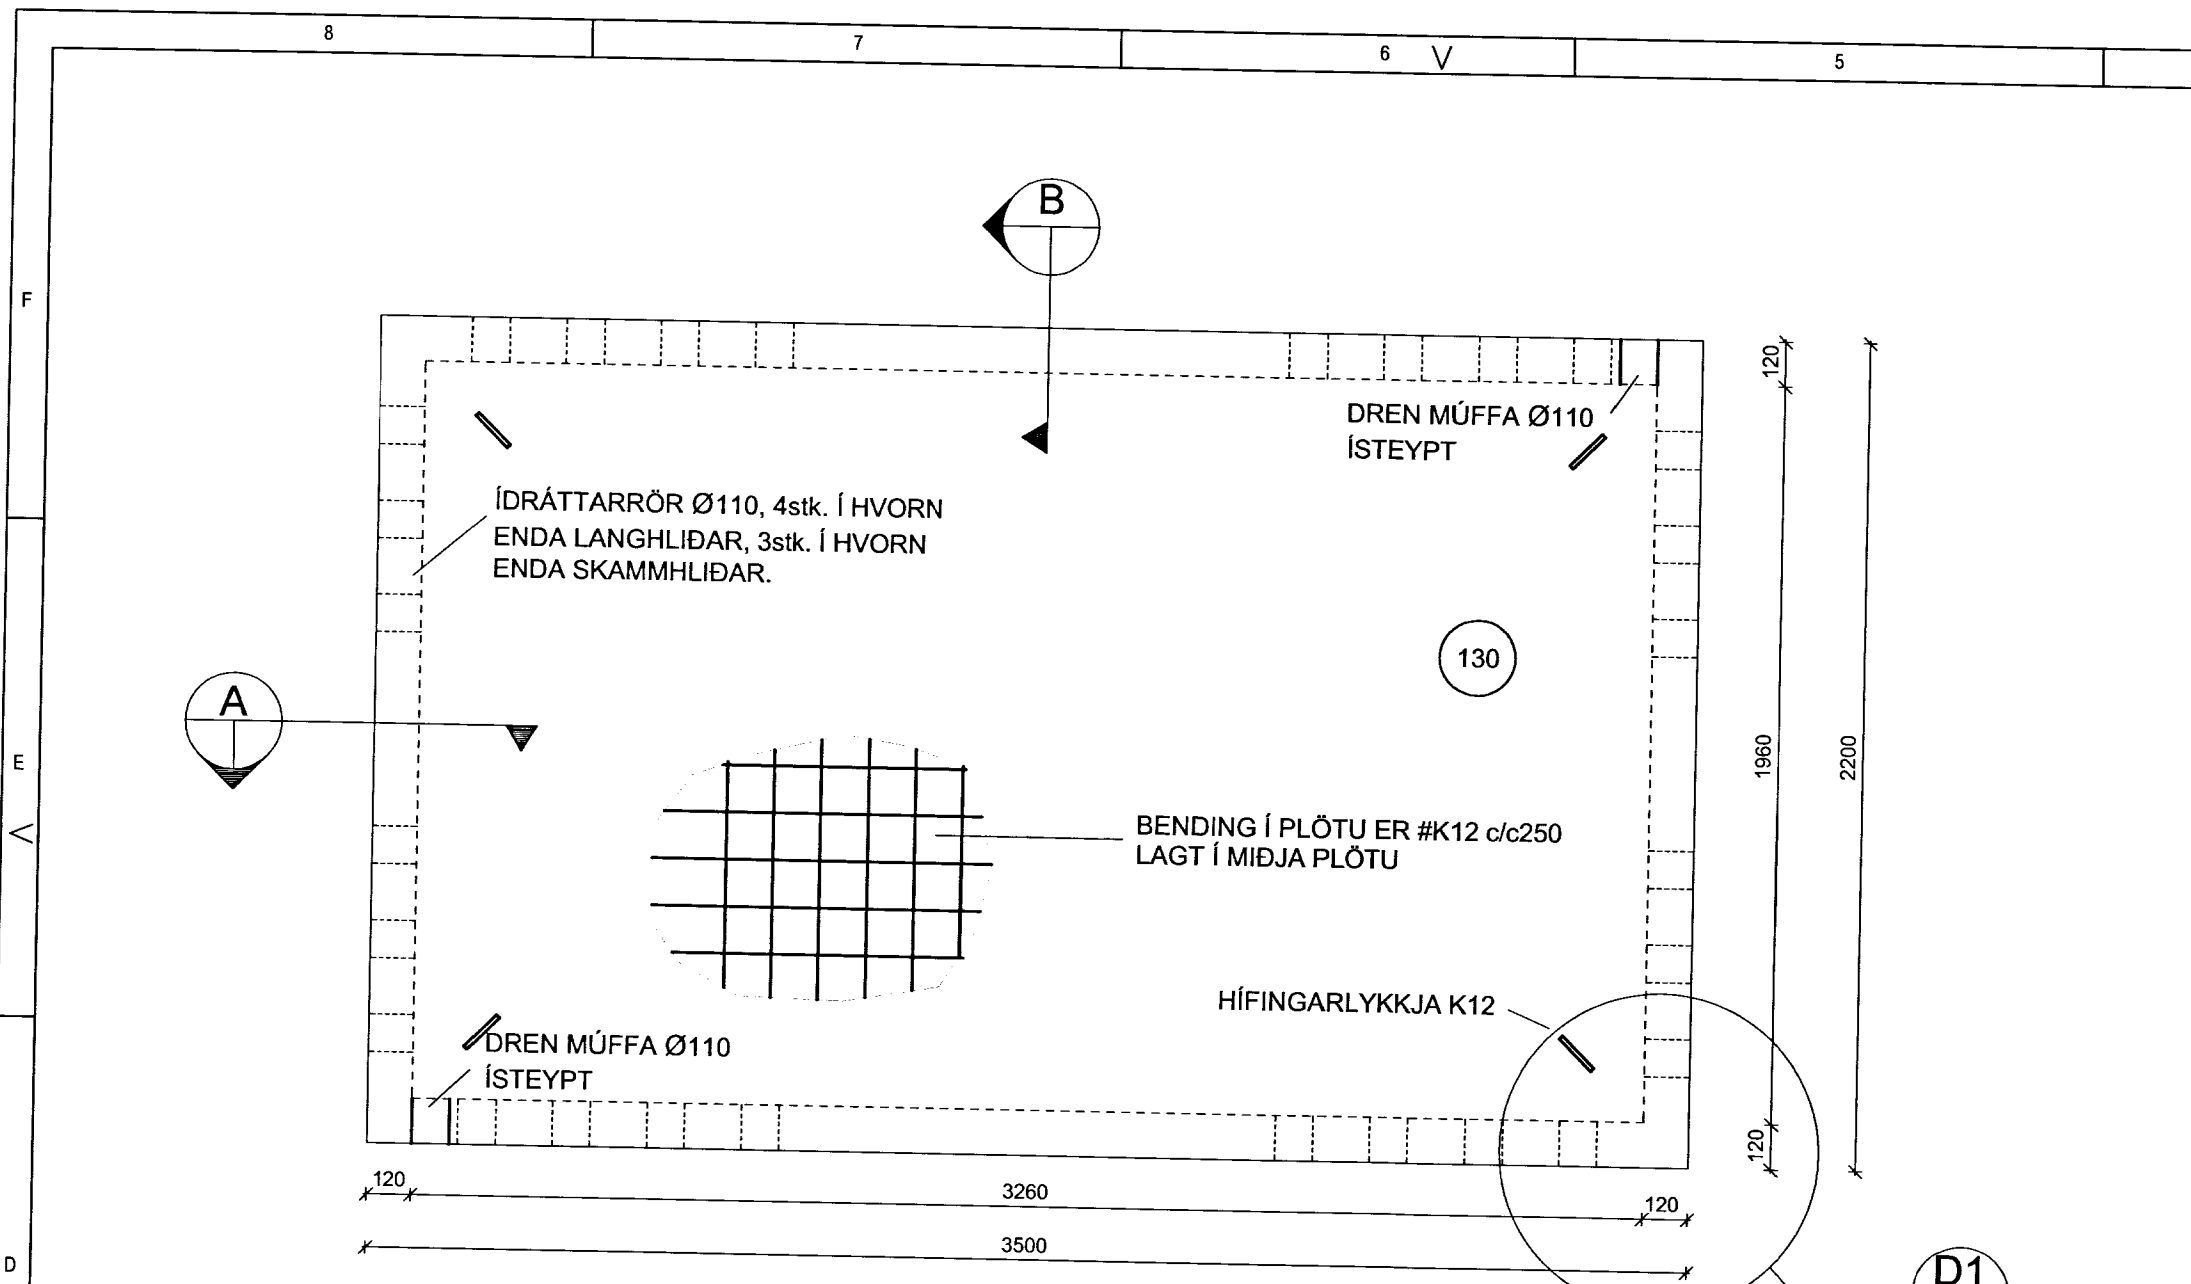 8
7
6
5
F
E
D
B
120
DREN MÚFFA Ø110
ÍSTEYPT
ÍDRÁTTARRÖR Ø110, 4stk. Í HVORN
ENDA LANGHLIÐAR, 3stk. Í HVORN
ENDA SKAMMHLIÐAR.
130
A
1960
2200
BENDING Í PLÖTU ER #K12 c/c250
LAGT Í MIÐJA PLÖTU
HÍFINGARLYKKJA K12
DREN MÚFFA Ø110
ÍSTEYPT
120
120
3260
120
3500
D1